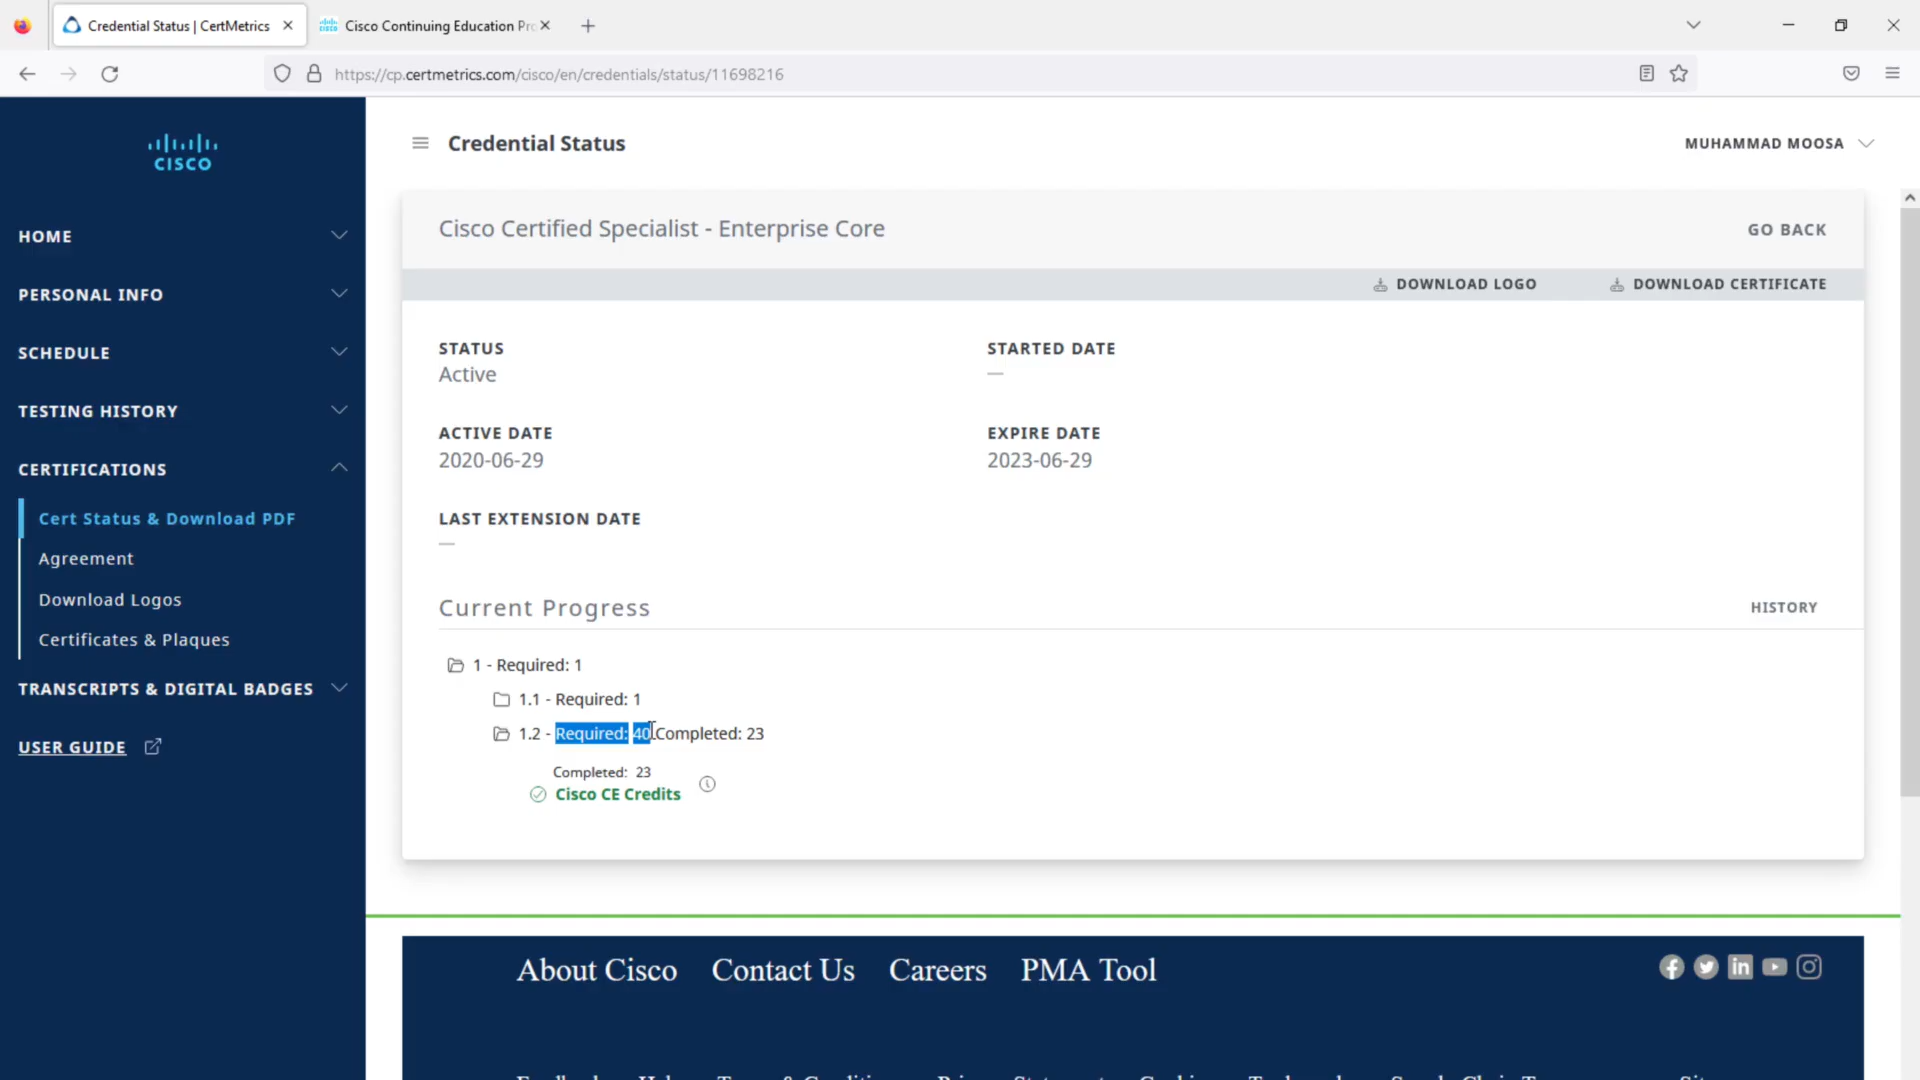 Credential Status | CertMetrics
Cisco Continuing Education Pro
https://cp.certmetrics.com/cisco/en/credentials/status/11698216
CISCO
HOME
PERSONAL INFO
SCHEDULE
TESTING HISTORY
CERTIFICATIONS
Cert Status & Download PDF
Agreement
Download Logos
Certificates & Plaques
TRANSCRIPTS & DIGITAL BADGES
USER GUIDE
Credential Status
MUHAMMAD MOOSA
Cisco Certified Specialist - Enterprise Core
GO BACK
DOWNLOAD LOGO
DOWNLOAD CERTIFICATE
STATUS
Active
STARTED DATE
—
ACTIVE DATE
2020-06-29
EXPIRE DATE
2023-06-29
LAST EXTENSION DATE
—
Current Progress
HISTORY
1 - Required: 1
1.1 - Required: 1
1.2 - Required: 40 Completed: 23
Completed: 23
Cisco CE Credits
About Cisco Contact Us Careers PMA Tool